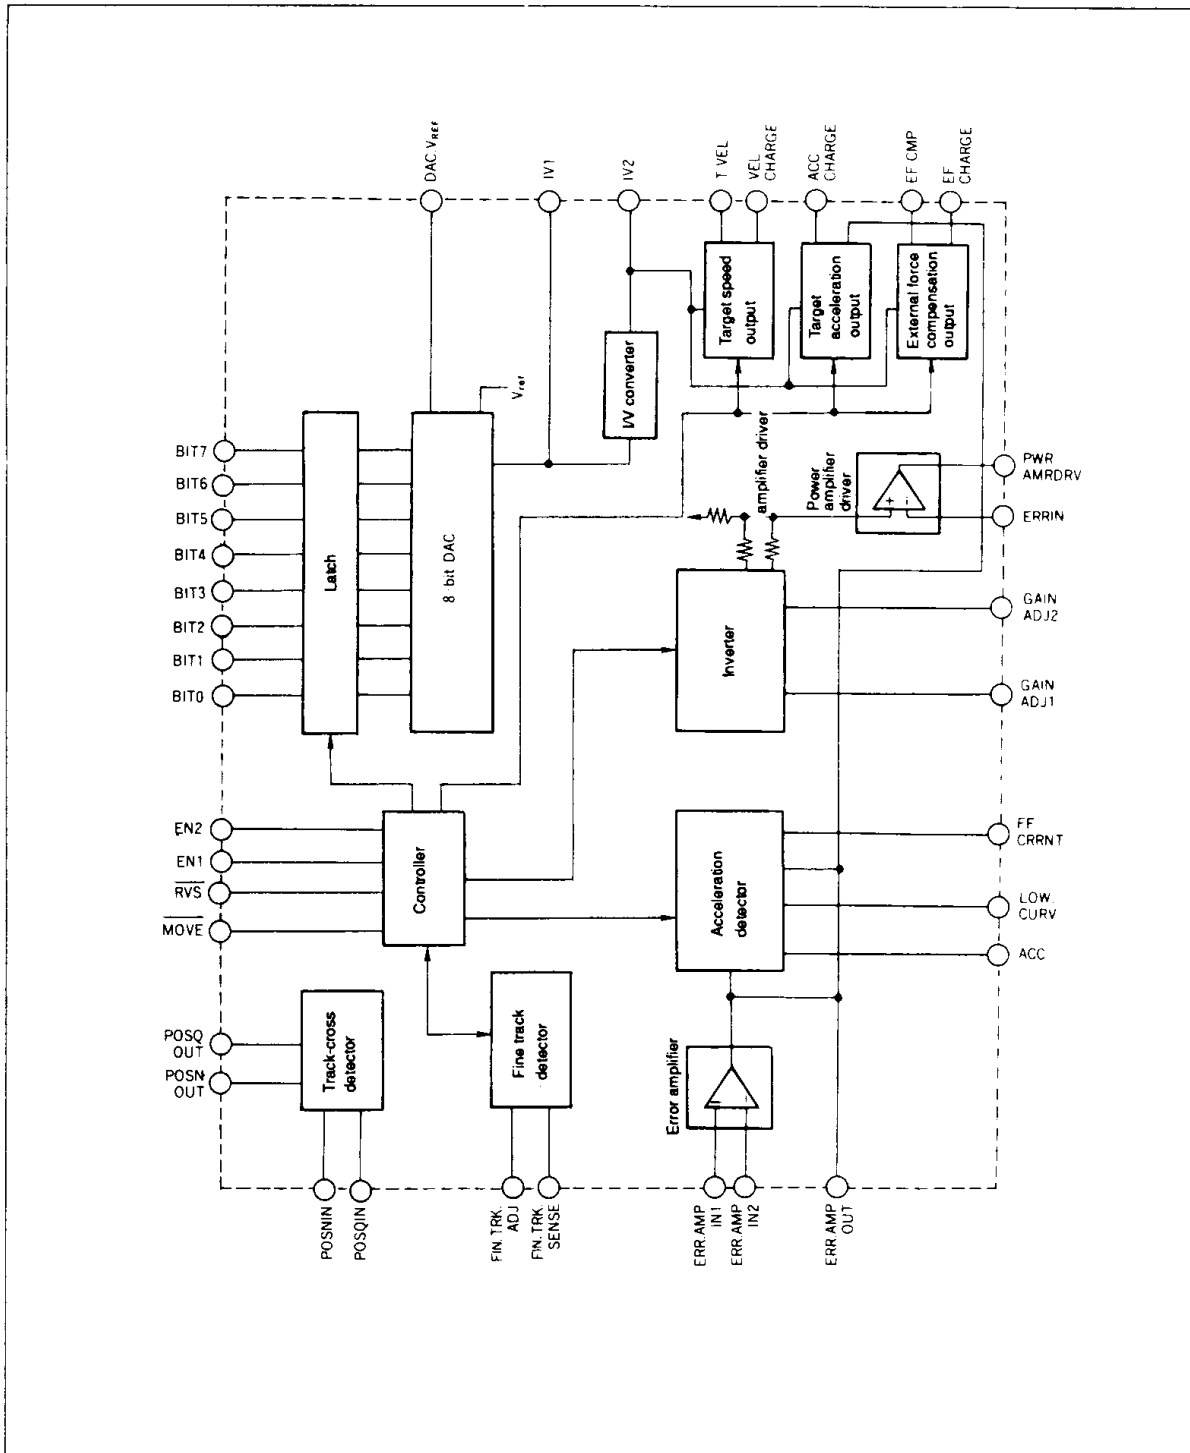 DAC.VREF
IV1
IV2
T VEL
VEL
CHARGE
ACC
CHARGE
EF CMP
EF
CHARGE
BIT7
BIT6
BIT5
BIT4
BIT3
BIT2
BIT1
BIT0
Latch
8-bit DAC
Vref
I/V converter
Target speed
output
Target
acceleration
output
External force
compensation
output
amplifier driver
Power
amplifier
driver
+
-
PWR
AMRDRV
ERRIN
Inverter
GAIN
ADJ2
GAIN
ADJ1
EN2
EN1
RVS
MOVE
Controller
Acceleration
detector
FF
CRRNT
LOW.
CURV
ACC
POSQ
OUT
POSN
OUT
Track-cross
detector
Fine track
detector
Error amplifier
POSNIN
POSQIN
FIN. TRK.
ADJ
FIN. TRK.
SENSE
ERR.AMP
IN1
ERR.AMP
IN2
ERR.AMP
OUT